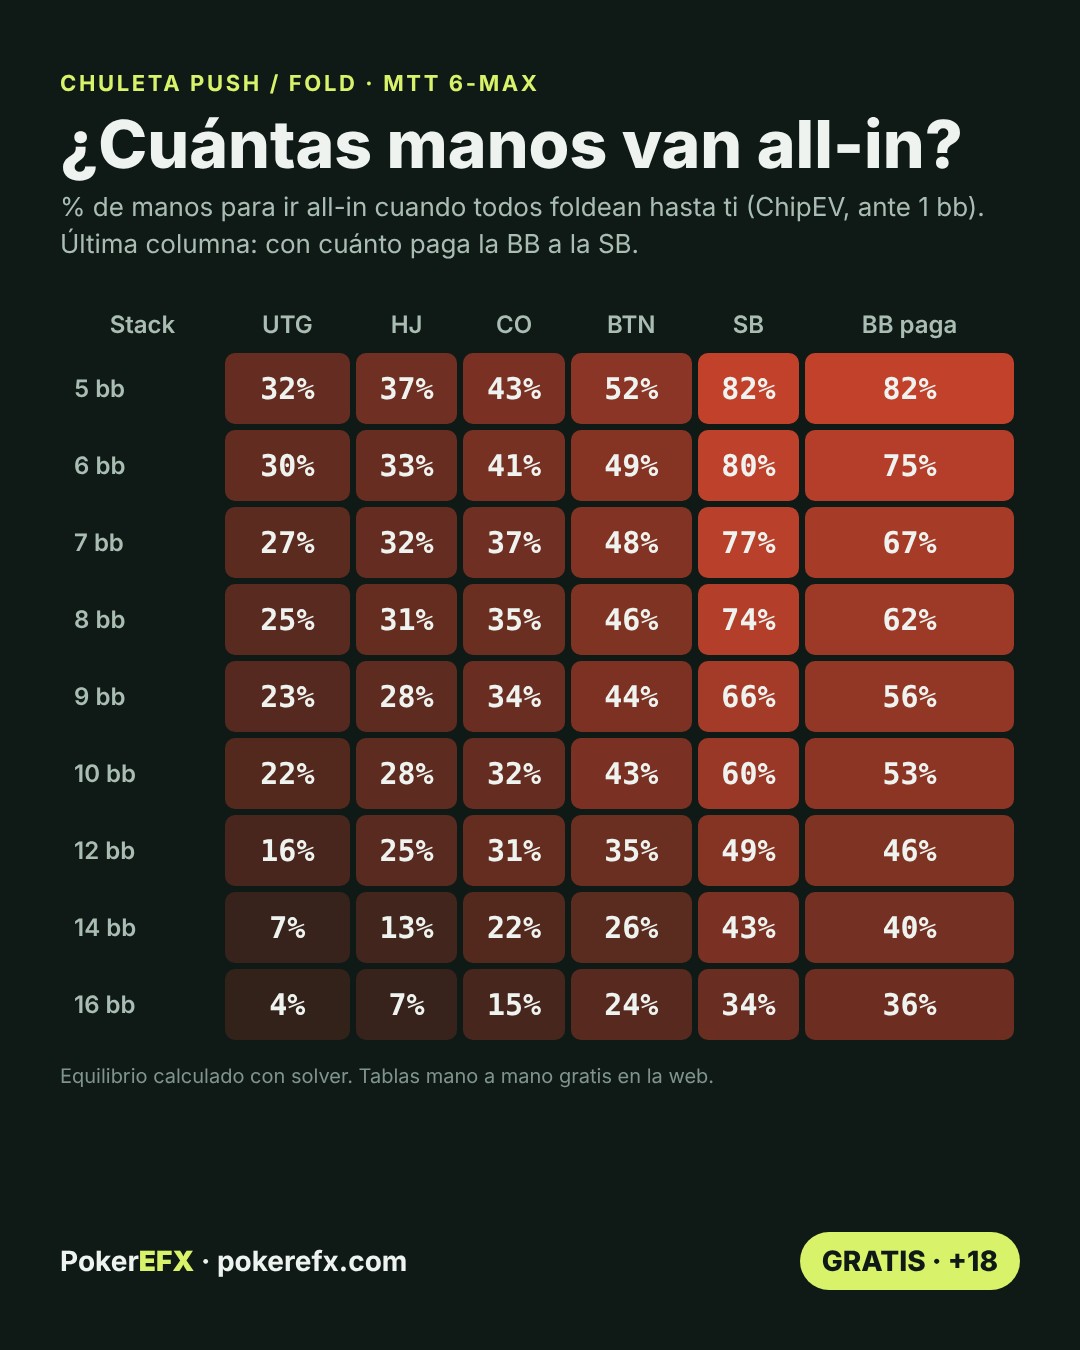 CHULETA PUSH / FOLD · MTT 6-MAX
¿Cuántas manos van all-in?
% de manos para ir all-in cuando todos foldean hasta ti (ChipEV, ante 1 bb).
Última columna: con cuánto paga la BB a la SB.
Stack UTG HJ CO BTN SB BB paga
5 bb 32% 37% 43% 52% 82% 82%
6 bb 30% 33% 41% 49% 80% 75%
7 bb 27% 32% 37% 48% 77% 67%
8 bb 25% 31% 35% 46% 74% 62%
9 bb 23% 28% 34% 44% 66% 56%
10 bb 22% 28% 32% 43% 60% 53%
12 bb 16% 25% 31% 35% 49% 46%
14 bb 7% 13% 22% 26% 43% 40%
16 bb 4% 7% 15% 24% 34% 36%
Equilibrio calculado con solver. Tablas mano a mano gratis en la web.
PokerEFX · pokerefx.com
GRATIS · +18